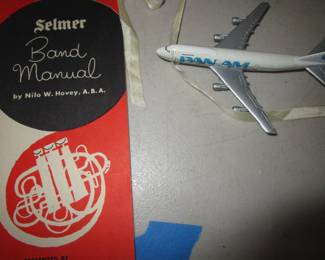 Selmer
Band
Manual
by Nilo W. Hovey, A.B.A.
PAN AM